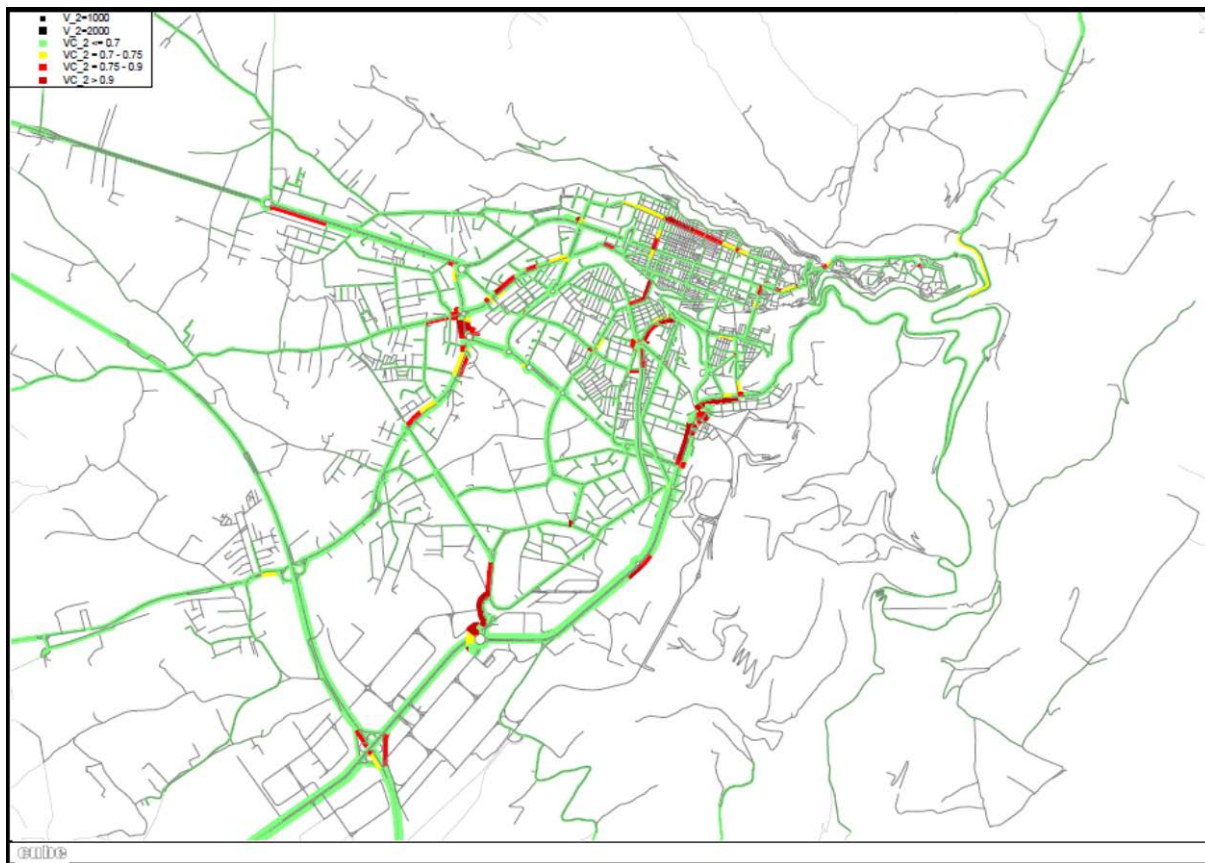 V_2=1000
V_2=2000
VC_2 <= 0.7
VC_2 = 0.7 - 0.75
VC_2 = 0.75 - 0.9
VC_2 > 0.9
cube